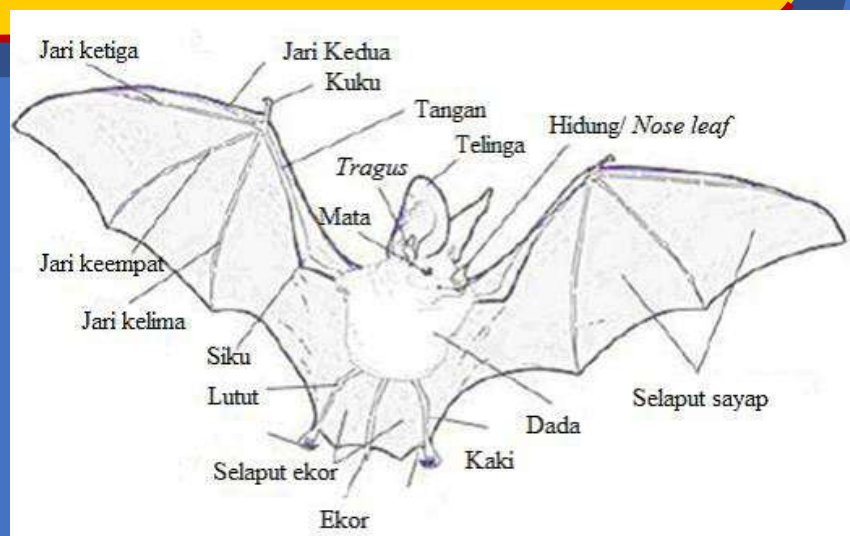 Jari ketiga
Jari Kedua
Kuku
Tangan
Hidung/ Nose leaf
Telinga
Tragus
Mata
Jari keempat
Jari kelima
Siku
Lutut
Selaput sayap
Dada
Kaki
Selaput ekor
Ekor